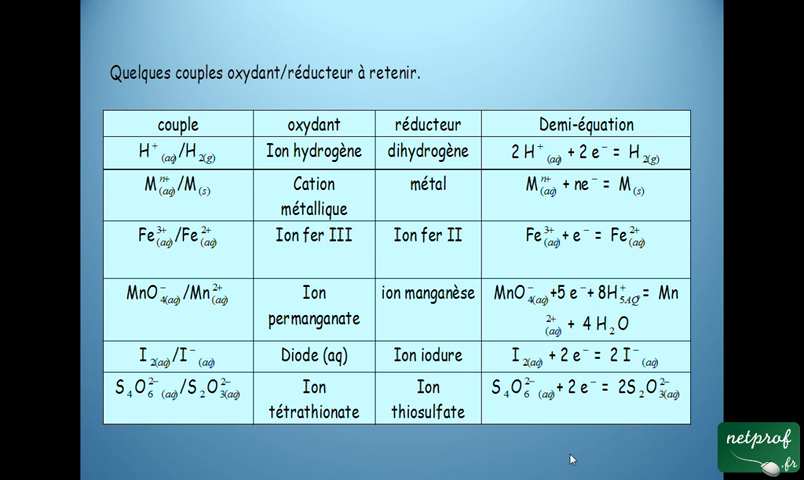 Quelques couples oxydant/réducteur à retenir.
couple oxydant réducteur Demi-équation
H⁺(aq)/H₂(g) Ion hydrogène dihydrogène 2 H⁺(aq) + 2 e⁻ = H₂(g)
Mⁿ⁺(aq)/M(s) Cation métallique métal Mⁿ⁺(aq) + ne⁻ = M(s)
Fe³⁺(aq)/Fe²⁺(aq) Ion fer III Ion fer II Fe³⁺(aq) + e⁻ = Fe²⁺(aq)
MnO₄⁻(aq)/Mn²⁺(aq) Ion permanganate ion manganèse MnO₄⁻(aq) +5 e⁻ + 8H⁺5AQ = Mn
²⁺(aq) + 4 H₂O
I₂(aq)/I⁻(aq) Diode (aq) Ion iodure I₂(aq) + 2 e⁻ = 2 I⁻(aq)
S₄O₆²⁻(aq)/S₂O₃²⁻(aq) Ion tétrathionate Ion thiosulfate S₄O₆²⁻(aq) + 2 e⁻ = 2S₂O₃²⁻(aq)
netprof
.fr